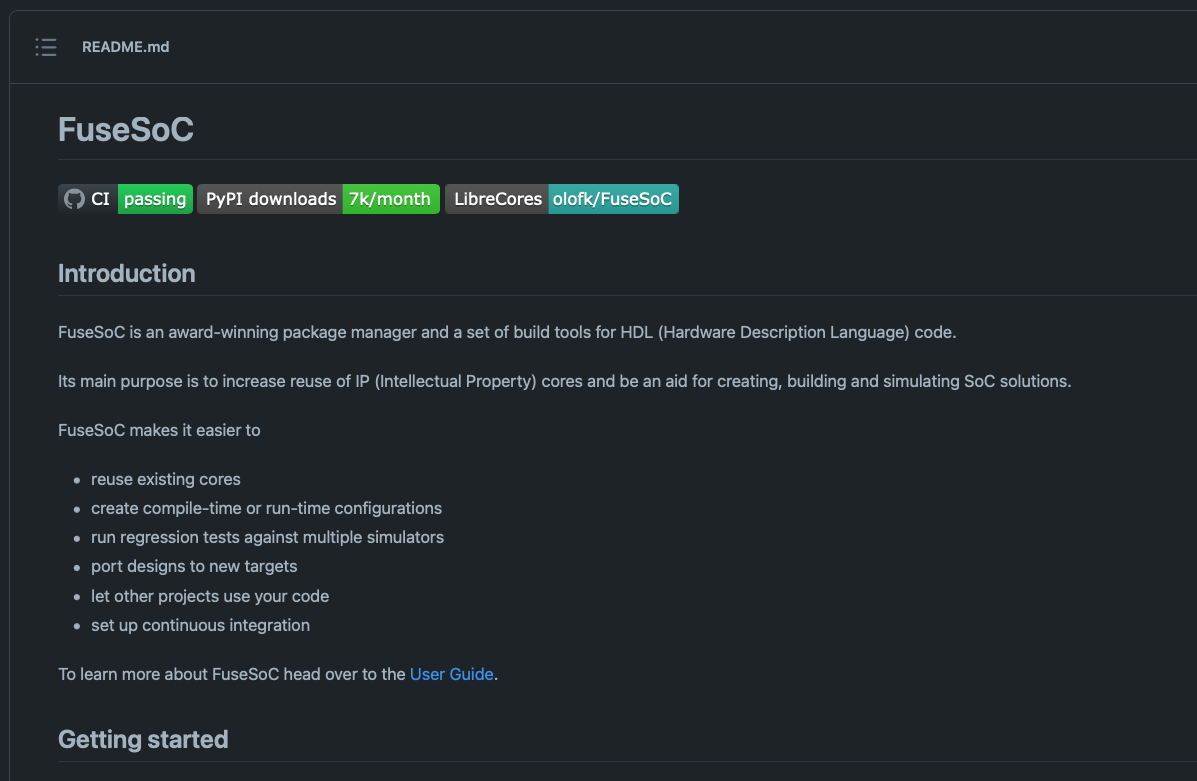 README.md
FuseSoC
CI passing PyPI downloads 7k/month LibreCores olofk/FuseSoC
Introduction
FuseSoC is an award-winning package manager and a set of build tools for HDL (Hardware Description Language) code.
Its main purpose is to increase reuse of IP (Intellectual Property) cores and be an aid for creating, building and simulating SoC solutions.
FuseSoC makes it easier to
• reuse existing cores
• create compile-time or run-time configurations
• run regression tests against multiple simulators
• port designs to new targets
• let other projects use your code
• set up continuous integration
To learn more about FuseSoC head over to the User Guide.
Getting started